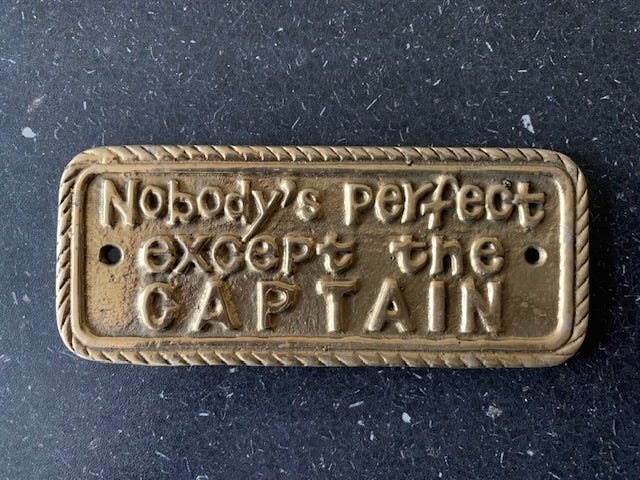 Nobody's perfect
except the
CAPTAIN